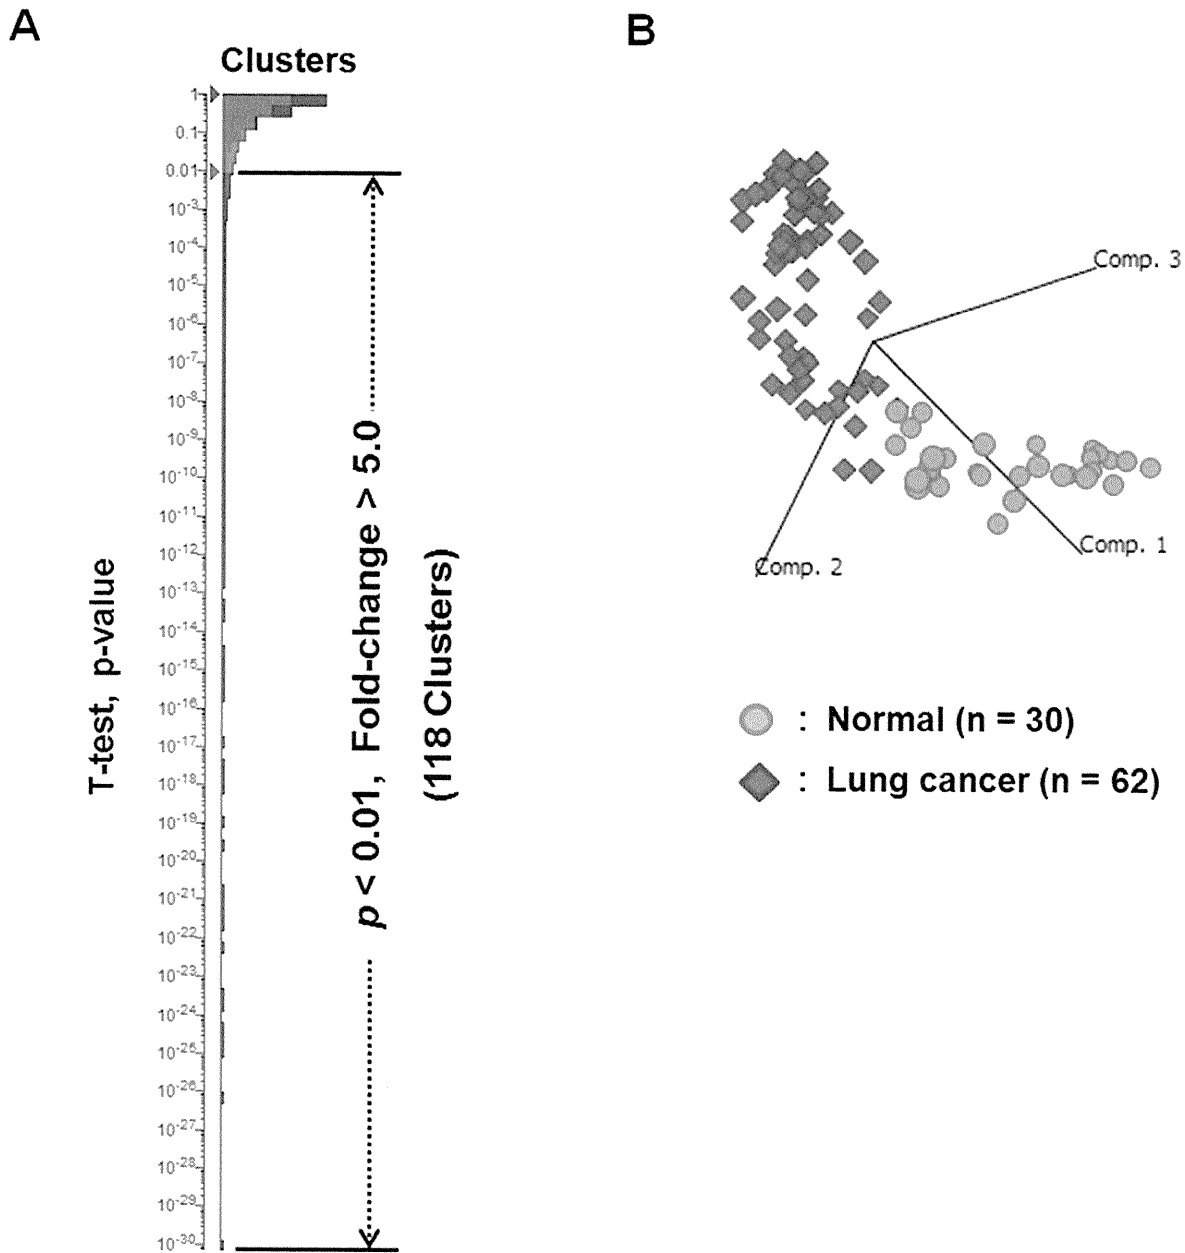 A
Clusters
1
0.1
0.01
10-3
10-4
10-5
10-6
10-7
10-8
10-9
10-10
10-11
10-12
10-13
10-14
10-15
10-16
10-17
10-18
10-19
10-20
10-21
10-22
10-23
10-24
10-25
10-26
10-27
10-28
10-29
10-30
T-test, p-value
p < 0.01, Fold-change > 5.0
(118 Clusters)
B
Comp. 3
Comp. 1
Comp. 2
: Normal (n = 30)
: Lung cancer (n = 62)